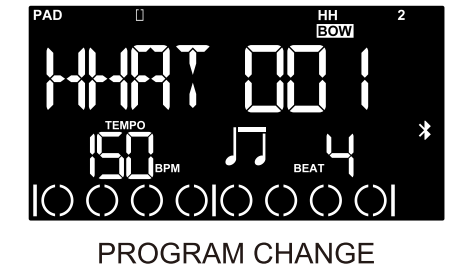 PAD HH 2
BOW
HHAT 001
TEMPO
150 BPM BEAT 4
PROGRAM CHANGE